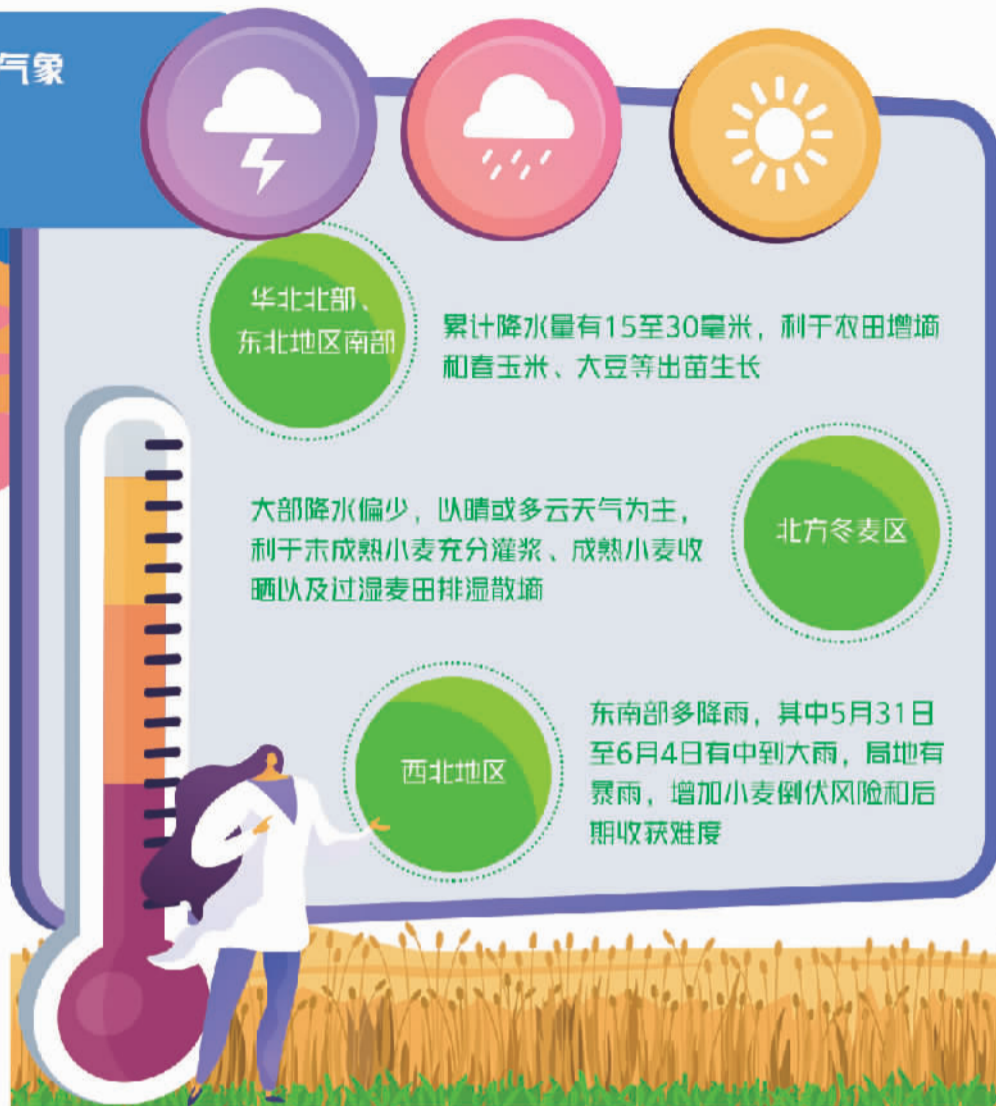 气象
华北北部、
东北地区南部
累计降水量有15至30毫米，利于农田增墒
和春玉米、大豆等出苗生长
大部降水偏少，以晴或多云天气为主，
利于未成熟小麦充分灌浆、成熟小麦收
晒以及过湿麦田排湿散墒
北方冬麦区
西北地区
东南部多降雨，其中5月31日
至6月4日有中到大雨，局地有
暴雨，增加小麦倒伏风险和后
期收获难度